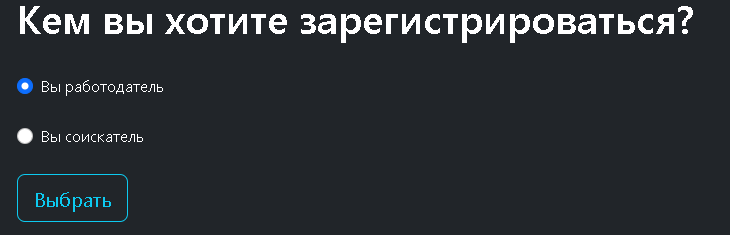 Кем вы хотите зарегистрироваться?
Вы работодатель
Вы соискатель
Выбрать